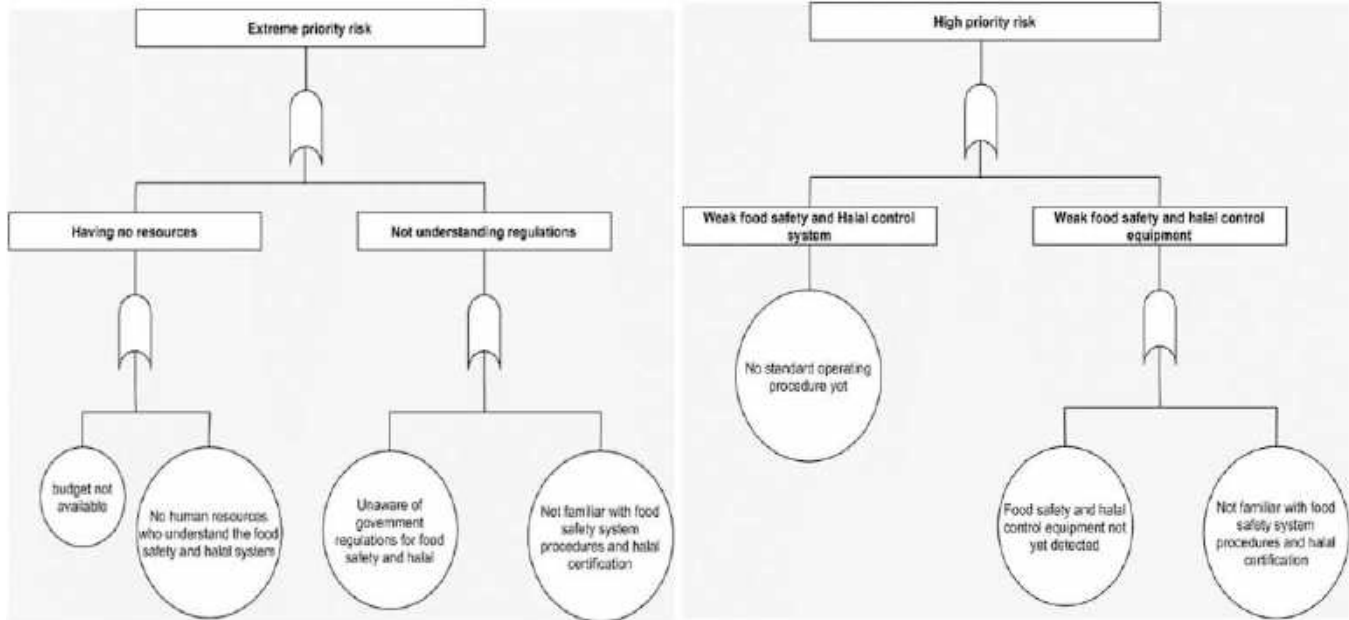 Extreme priority risk
Having no resources
Not understanding regulations
budget not
available
No human resources
who understand the food
safety and halal system
Unaware of
government
regulations for food
safety and halal
Not familiar with food
safety system
procedures and halal
certification
High priority risk
Weak food safety and Halal control
system
Weak food safety and halal control
equipment
No standard operating
procedure yet
Food safety and halal
control equipment not
yet detected
Not familiar with food
safety system
procedures and halal
certification